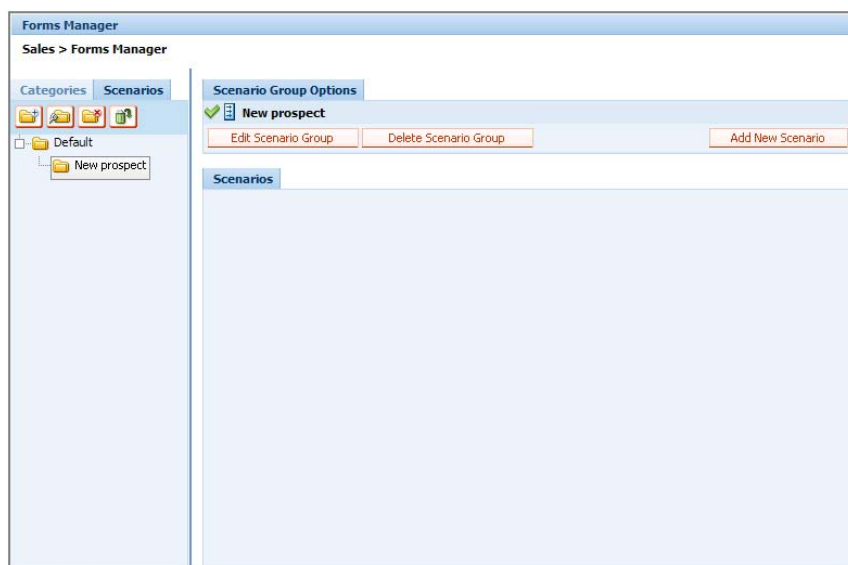 Forms Manager
Sales > Forms Manager
Categories Scenarios
Default
New prospect
Scenario Group Options
New prospect
Edit Scenario Group Delete Scenario Group Add New Scenario
Scenarios